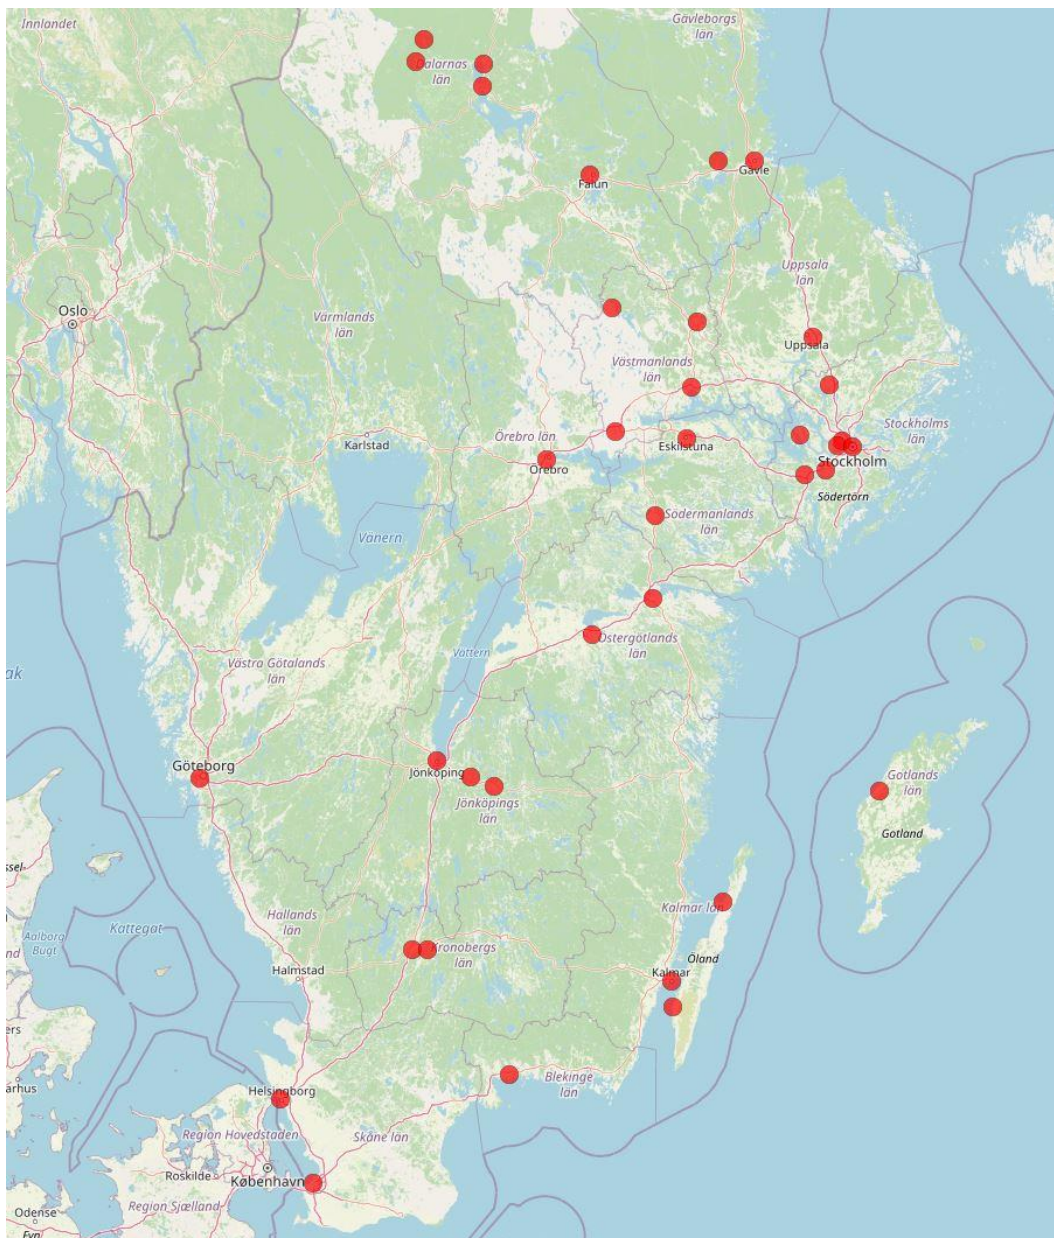 Innlandet
Gävleborgs
län
Dalarnas
län
Gävle
Falun
Uppsala
län
Oslo
Värmlands
län
Uppsala
Västmanlands
län
Stockholms
län
Örebro län
Karlstad
Eskilstuna
Stockholm
Örebro
Södertörn
Södermanlands
län
Vänern
Östergötlands
län
Vättern
Västra Götalands
län
ak
Göteborg
Jönköping
Gotlands
län
Jönköpings
län
Gotland
ssel-
Kalmar län
Hallands
län
Kattegat
Aalborg
Bugt
nd
Kronobergs
län
Öland
Halmstad
Kalmar
ers
Blekinge
län
arhus
Helsingborg
Region Hovedstaden
Skåne län
Roskilde
København
Region Sjælland
Odense
Fyn